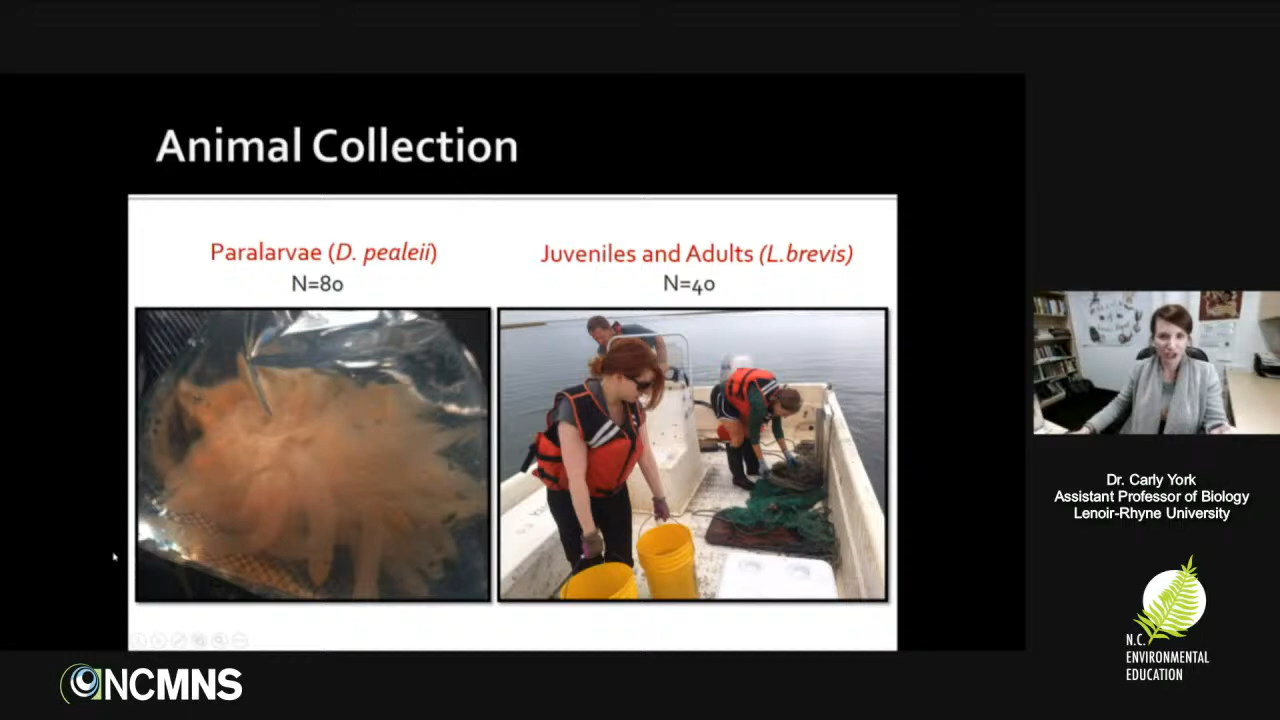 Animal Collection
Paralarvae (D. pealeii)
N=80
Juveniles and Adults (L.brevis)
N=40
Dr. Carly York
Assistant Professor of Biology
Lenoir-Rhyne University
N.C.
ENVIRONMENTAL
EDUCATION
NCMNS